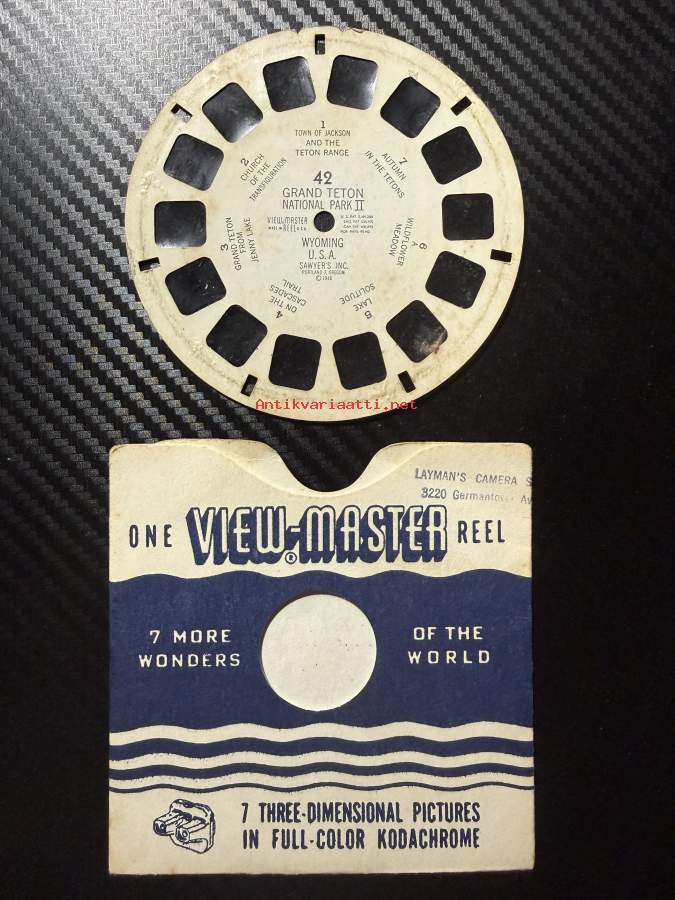 1
TOWN OF JACKSON
AND THE
TETON RANGE
2
CHURCH
OF THE
TRANSFIGURATION
3
GRAND TETON
FROM
JENNY LAKE
4
ON THE
CASCADES
TRAIL
5
LAKE
SOLITUDE
6
A
WILDFLOWER
MEADOW
7
AUTUMN
IN THE TETONS
42
GRAND TETON
NATIONAL PARK II
VIEW-MASTER
REEL
WYOMING
U.S.A.
SAWYER'S INC.
PORTLAND 7, OREGON
Antikvariaatti.net
LAYMAN'S CAMERA S
3220 Germantown Av
ONE VIEW-MASTER® REEL
7 MORE WONDERS
OF THE WORLD
7 THREE-DIMENSIONAL PICTURES
IN FULL-COLOR KODACHROME